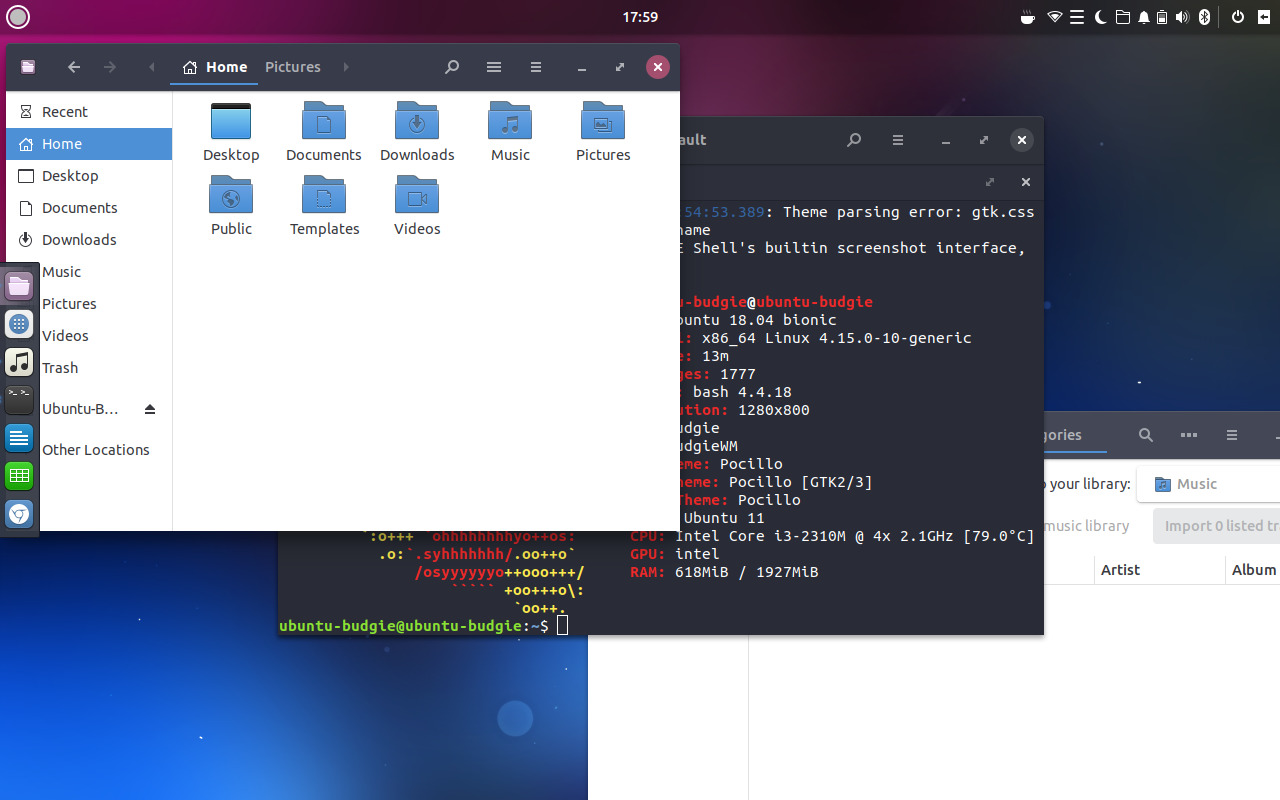 17:59
Home Pictures
Recent
Home
Desktop
Documents
Downloads
Music
Pictures
Videos
Trash
Ubuntu-B...
Other Locations
Desktop Documents Downloads Music Pictures
Public Templates Videos
ault
:54:53.389: Theme parsing error: gtk.css
name
E Shell's builtin screenshot interface,
u-budgie@ubuntu-budgie
buntu 18.04 bionic
l: x86_64 Linux 4.15.0-10-generic
e: 13m
ges: 1777
: bash 4.4.18
ution: 1280x800
udgie
udgieWM
eme: Pocillo
heme: Pocillo [GTK2/3]
Theme: Pocillo
Ubuntu 11
`:o+++ `ohhhhhhhhyo++os: CPU: Intel Core i3-2310M @ 4x 2.1GHz [79.0°C]
.o:`.syhhhhhhh/.oo++o` GPU: intel
/osyyyyyyo++ooo+++/ RAM: 618MiB / 1927MiB
````` +oo+++o\:
`oo++.
ubuntu-budgie@ubuntu-budgie:~$
gories
o your library: Music
music library Import 0 listed tra
Artist Album